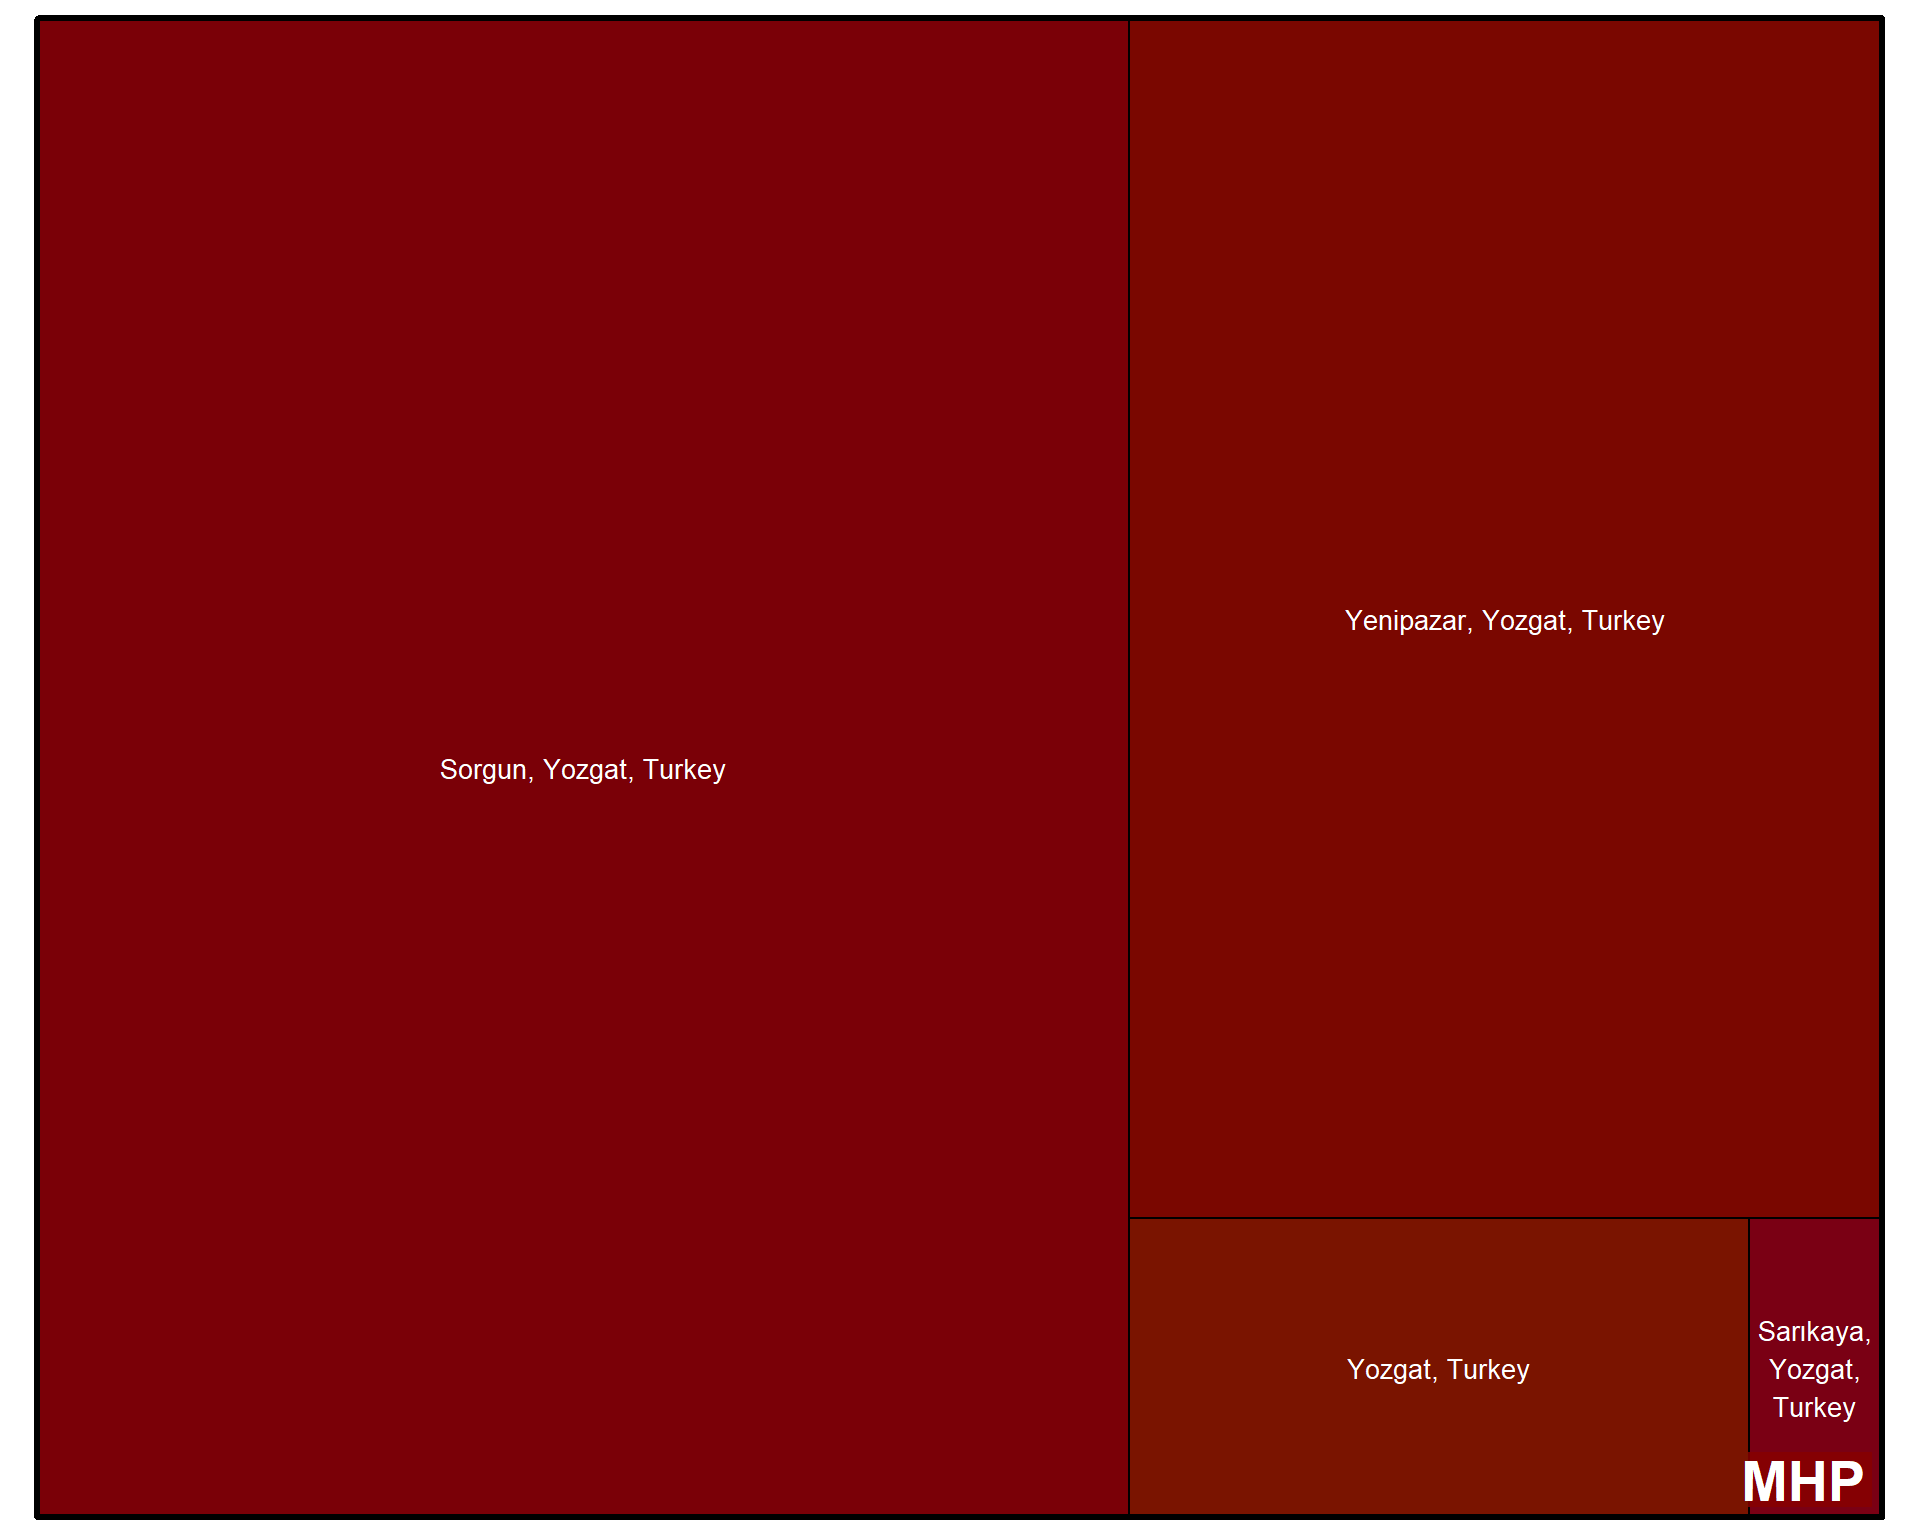 Sorgun, Yozgat, Turkey
Yenipazar, Yozgat, Turkey
Yozgat, Turkey
Sarıkaya,
Yozgat,
Turkey
MHP